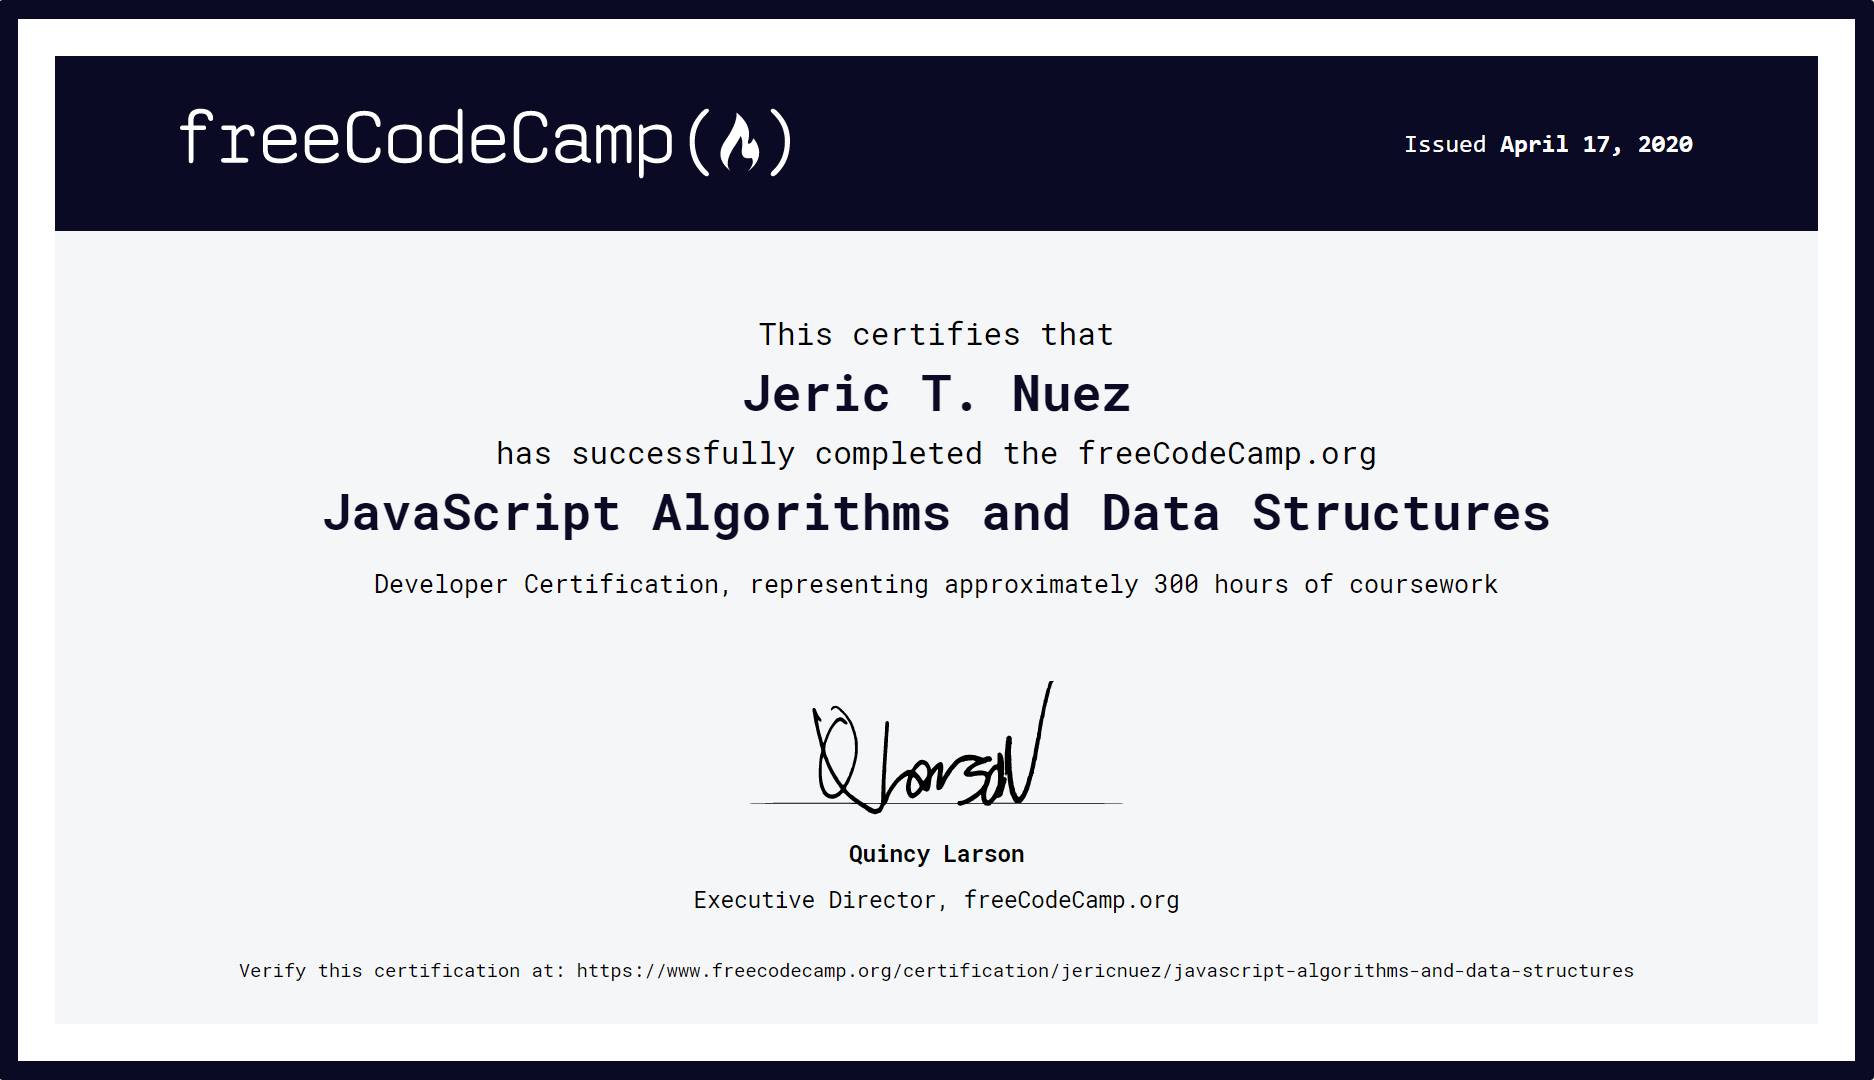 freeCodeCamp(🔥)
Issued April 17, 2020
This certifies that
Jeric T. Nuez
has successfully completed the freeCodeCamp.org
JavaScript Algorithms and Data Structures
Developer Certification, representing approximately 300 hours of coursework
Q Larson
Quincy Larson
Executive Director, freeCodeCamp.org
Verify this certification at: https://www.freecodecamp.org/certification/jericnuez/javascript-algorithms-and-data-structures